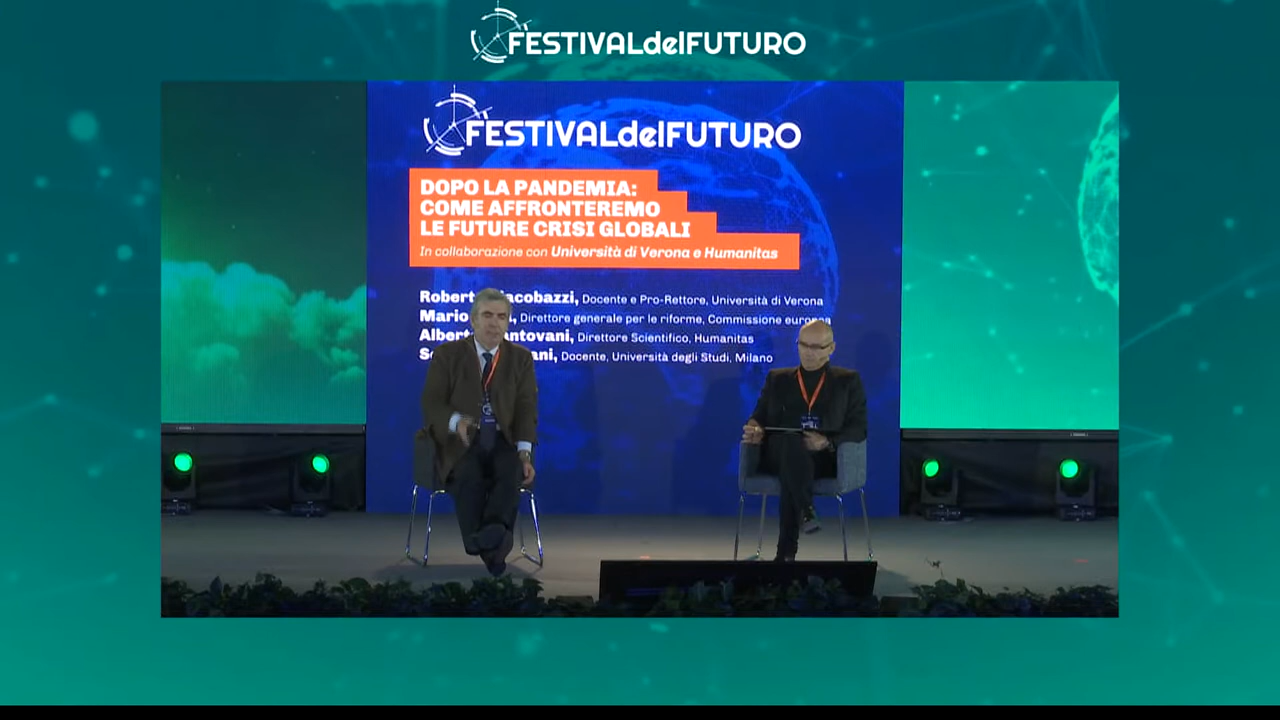 FESTIVALdelFUTURO
FESTIVALdelFUTURO
DOPO LA PANDEMIA:
COME AFFRONTEREMO
LE FUTURE CRISI GLOBALI
In collaborazione con Università di Verona e Humanitas
Docente e Pro-Rettore, Università di Verona
Mario Direttore generale per le riforme, Commissione europea
Direttore Scientifico, Humanitas
Docente, Università degli Studi, Milano